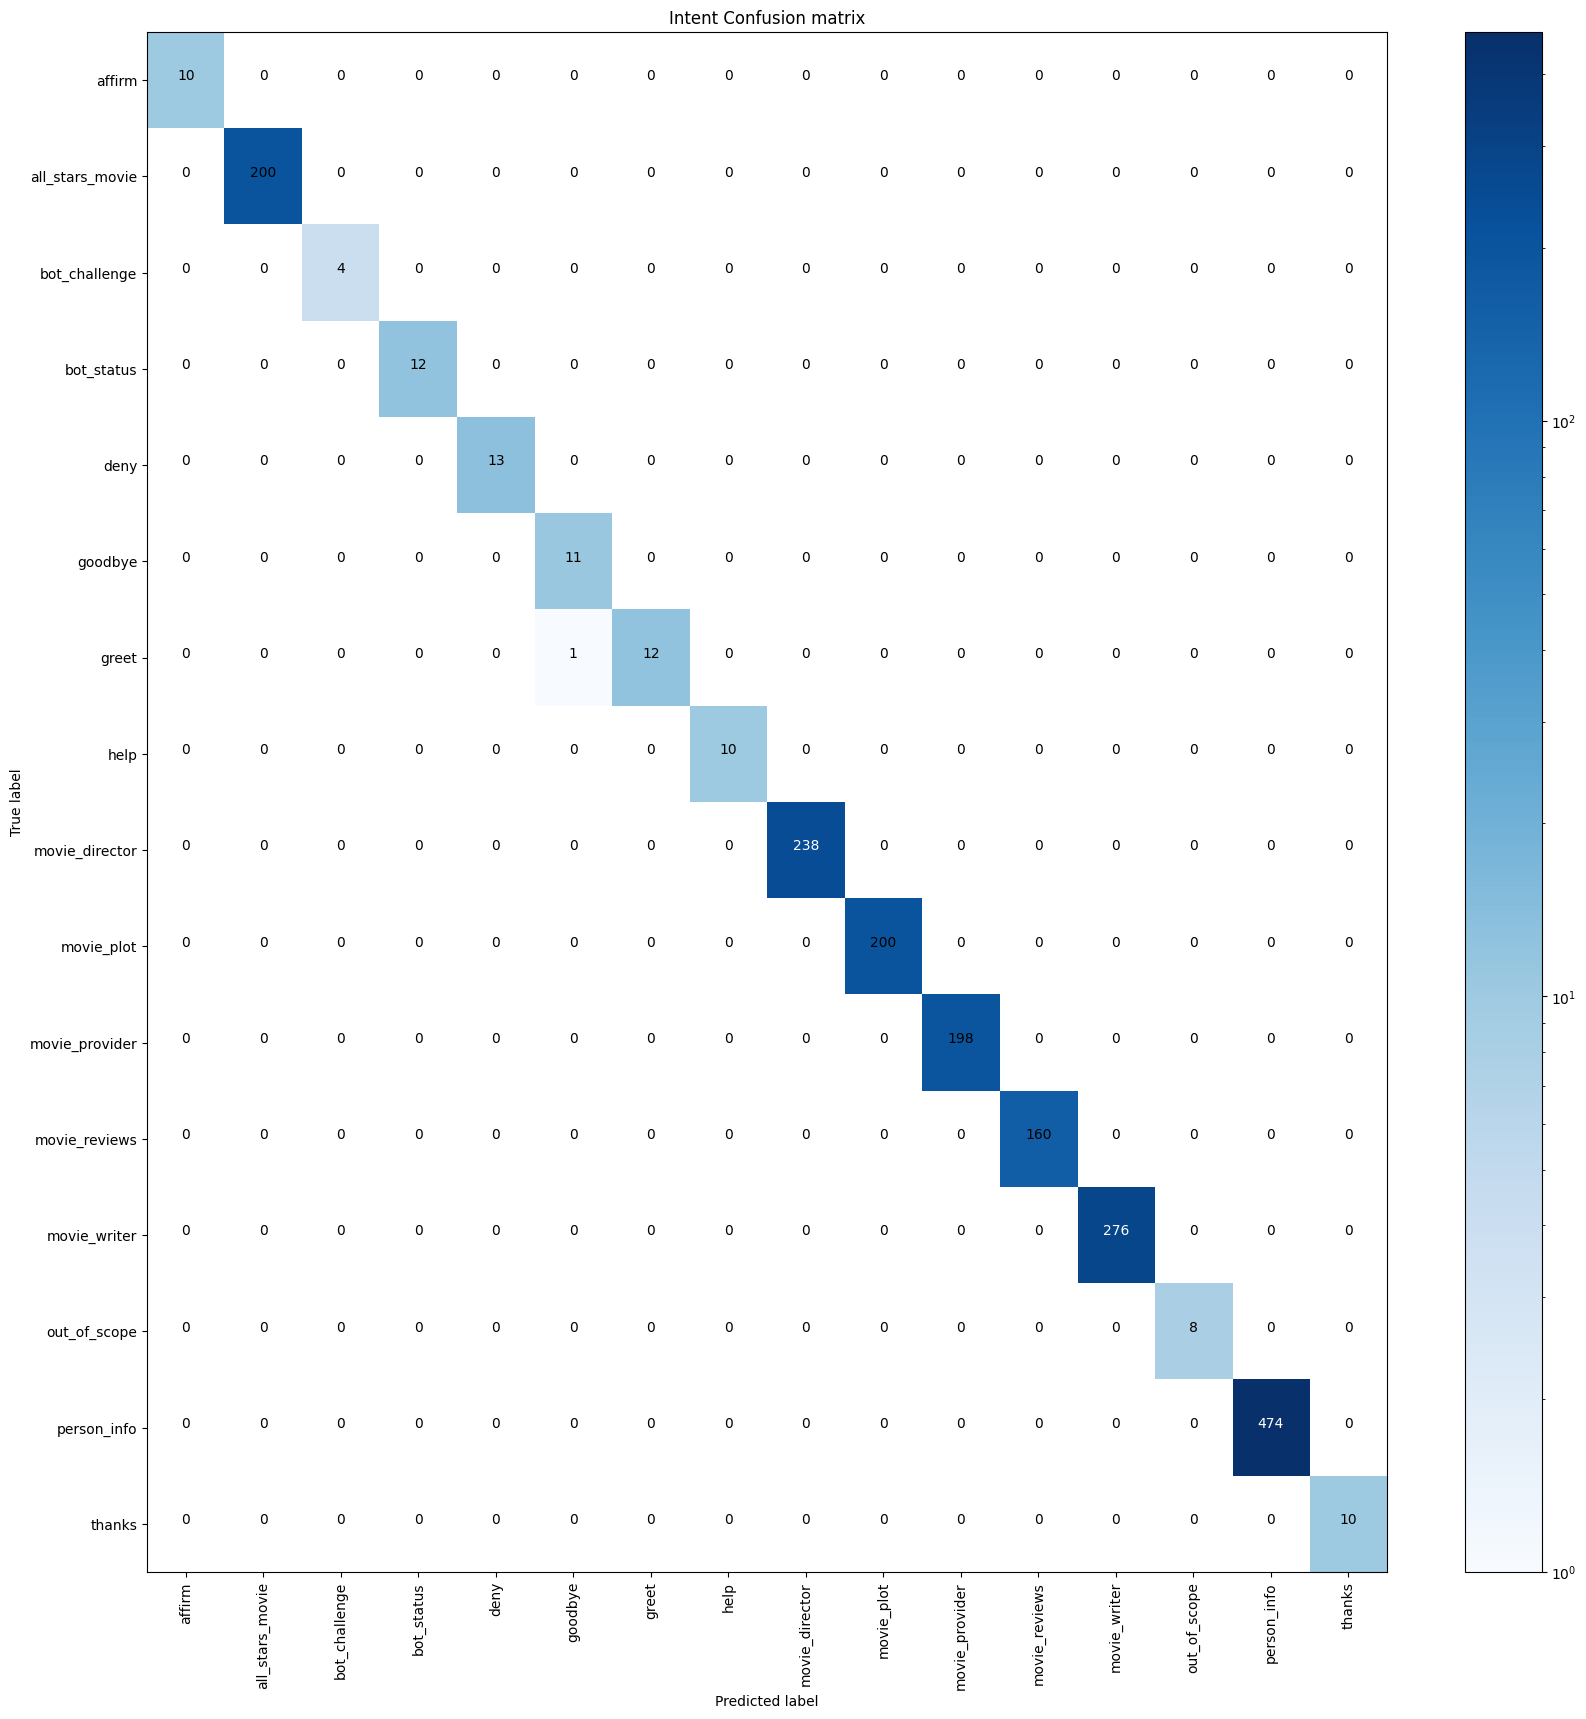 Intent Confusion matrix
affirm 10 0 0 0 0 0 0 0 0 0 0 0 0 0 0 0
all_stars_movie 0 200 0 0 0 0 0 0 0 0 0 0 0 0 0 0
bot_challenge 0 0 4 0 0 0 0 0 0 0 0 0 0 0 0 0
bot_status 0 0 0 12 0 0 0 0 0 0 0 0 0 0 0 0
deny 0 0 0 0 13 0 0 0 0 0 0 0 0 0 0 0
goodbye 0 0 0 0 0 11 0 0 0 0 0 0 0 0 0 0
greet 0 0 0 0 0 1 12 0 0 0 0 0 0 0 0 0
help 0 0 0 0 0 0 0 10 0 0 0 0 0 0 0 0
movie_director 0 0 0 0 0 0 0 0 238 0 0 0 0 0 0 0
movie_plot 0 0 0 0 0 0 0 0 0 200 0 0 0 0 0 0
movie_provider 0 0 0 0 0 0 0 0 0 0 198 0 0 0 0 0
movie_reviews 0 0 0 0 0 0 0 0 0 0 0 160 0 0 0 0
movie_writer 0 0 0 0 0 0 0 0 0 0 0 0 276 0 0 0
out_of_scope 0 0 0 0 0 0 0 0 0 0 0 0 0 8 0 0
person_info 0 0 0 0 0 0 0 0 0 0 0 0 0 0 474 0
thanks 0 0 0 0 0 0 0 0 0 0 0 0 0 0 0 10
True label
affirm
all_stars_movie
bot_challenge
bot_status
deny
goodbye
greet
help
movie_director
movie_plot
movie_provider
movie_reviews
movie_writer
out_of_scope
person_info
thanks
Predicted label
10²
10¹
10⁰